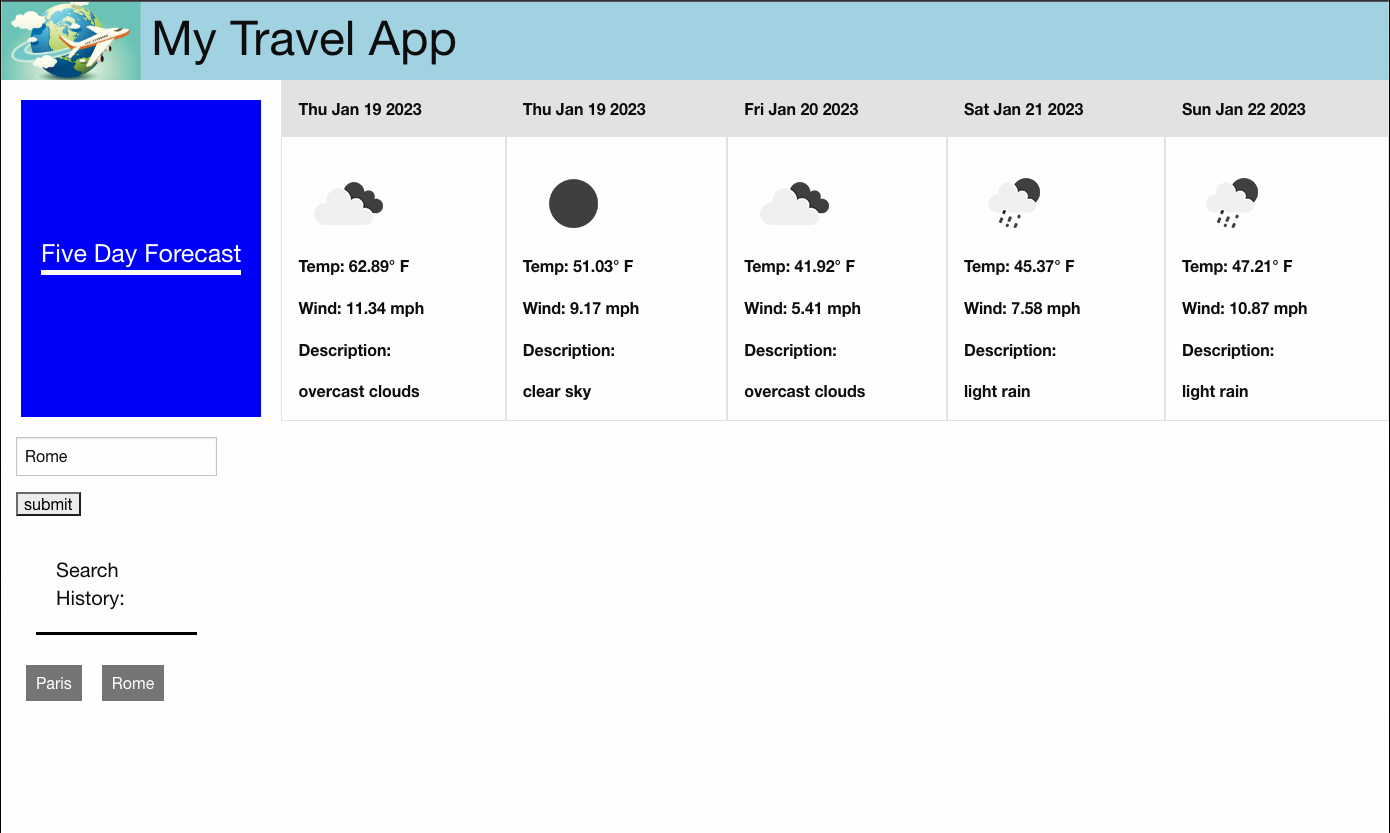 My Travel App
Five Day Forecast
Thu Jan 19 2023
Thu Jan 19 2023
Fri Jan 20 2023
Sat Jan 21 2023
Sun Jan 22 2023
Temp: 62.89° F
Wind: 11.34 mph
Description:
overcast clouds
Temp: 51.03° F
Wind: 9.17 mph
Description:
clear sky
Temp: 41.92° F
Wind: 5.41 mph
Description:
overcast clouds
Temp: 45.37° F
Wind: 7.58 mph
Description:
light rain
Temp: 47.21° F
Wind: 10.87 mph
Description:
light rain
Rome
submit
Search
History:
Paris
Rome